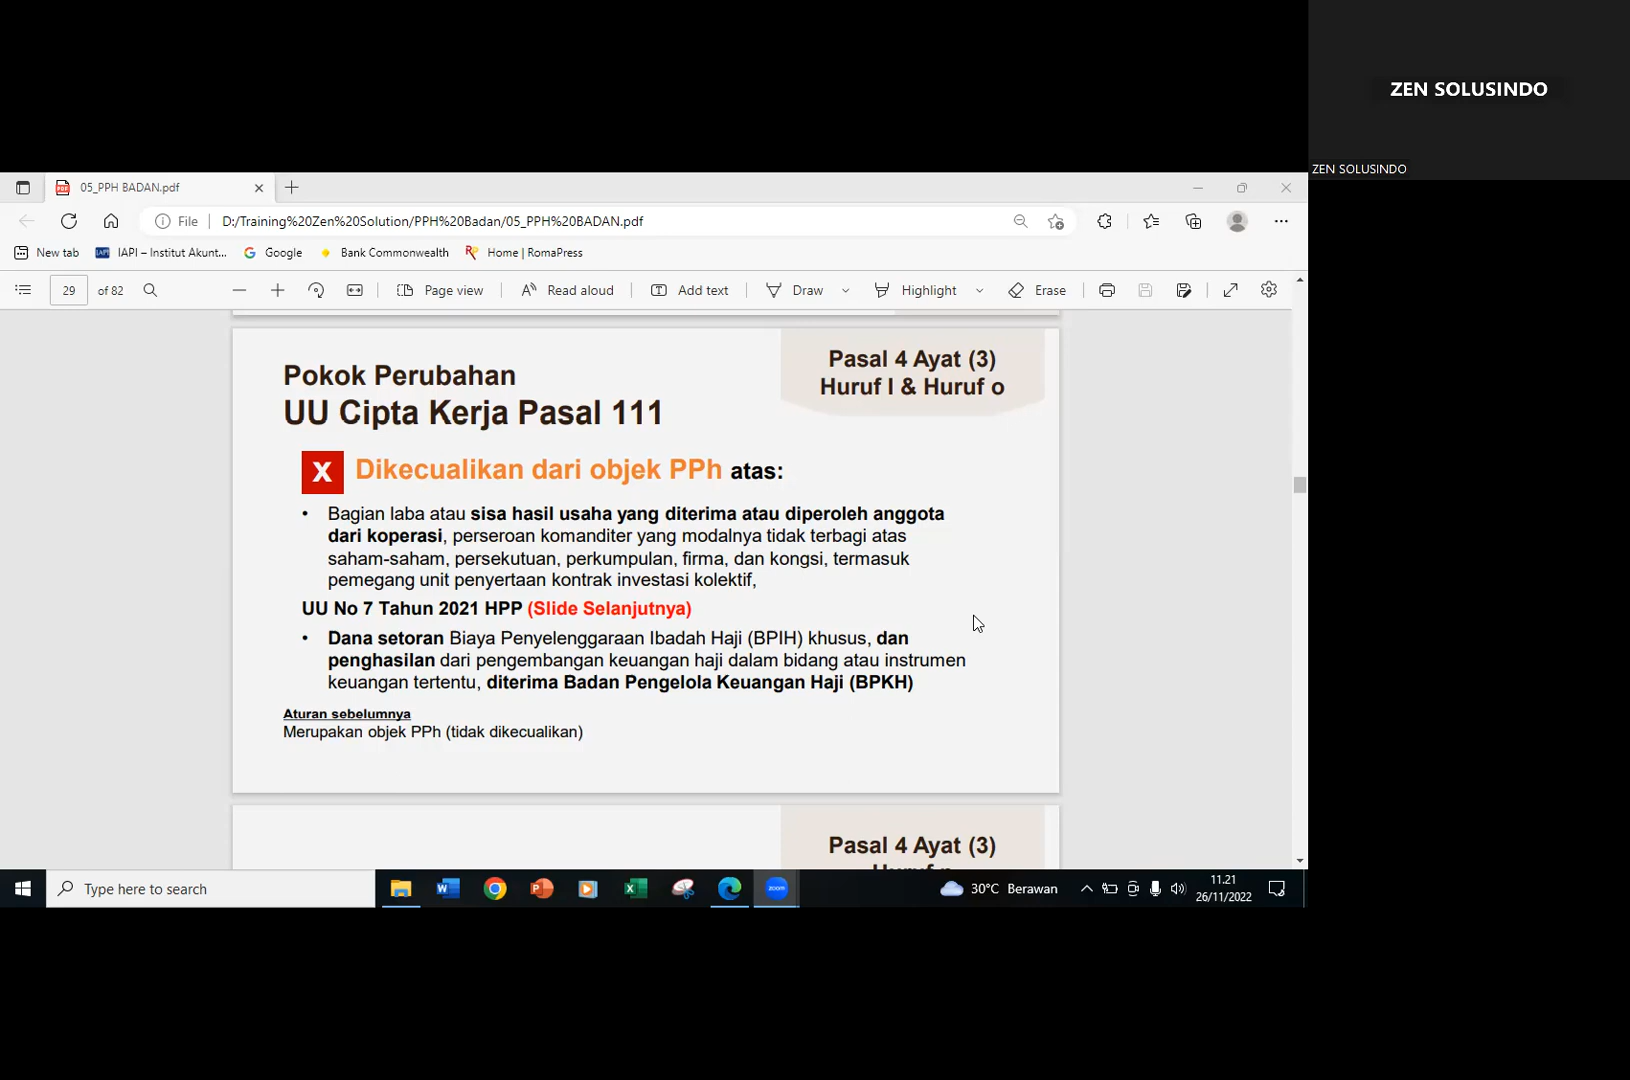 ZEN SOLUSINDO
ZEN SOLUSINDO
05_PPH BADAN.pdf
File
D:/Training%20Zen%20Solution/PPH%20Badan/05_PPH%20BADAN.pdf
New tab
IAPI – Institut Akunt...
Google
Bank Commonwealth
Home | RomaPress
29 of 82
Page view
Read aloud
Add text
Draw
Highlight
Erase
Pasal 4 Ayat (3)
Huruf I & Huruf o
Pokok Perubahan
UU Cipta Kerja Pasal 111
X Dikecualikan dari objek PPh atas:
• Bagian laba atau sisa hasil usaha yang diterima atau diperoleh anggota
dari koperasi, perseroan komanditer yang modalnya tidak terbagi atas
saham-saham, persekutuan, perkumpulan, firma, dan kongsi, termasuk
pemegang unit penyertaan kontrak investasi kolektif,
UU No 7 Tahun 2021 HPP (Slide Selanjutnya)
• Dana setoran Biaya Penyelenggaraan Ibadah Haji (BPIH) khusus, dan
penghasilan dari pengembangan keuangan haji dalam bidang atau instrumen
keuangan tertentu, diterima Badan Pengelola Keuangan Haji (BPKH)
Aturan sebelumnya
Merupakan objek PPh (tidak dikecualikan)
Pasal 4 Ayat (3)
Type here to search
zoom
30°C Berawan
11.21
26/11/2022